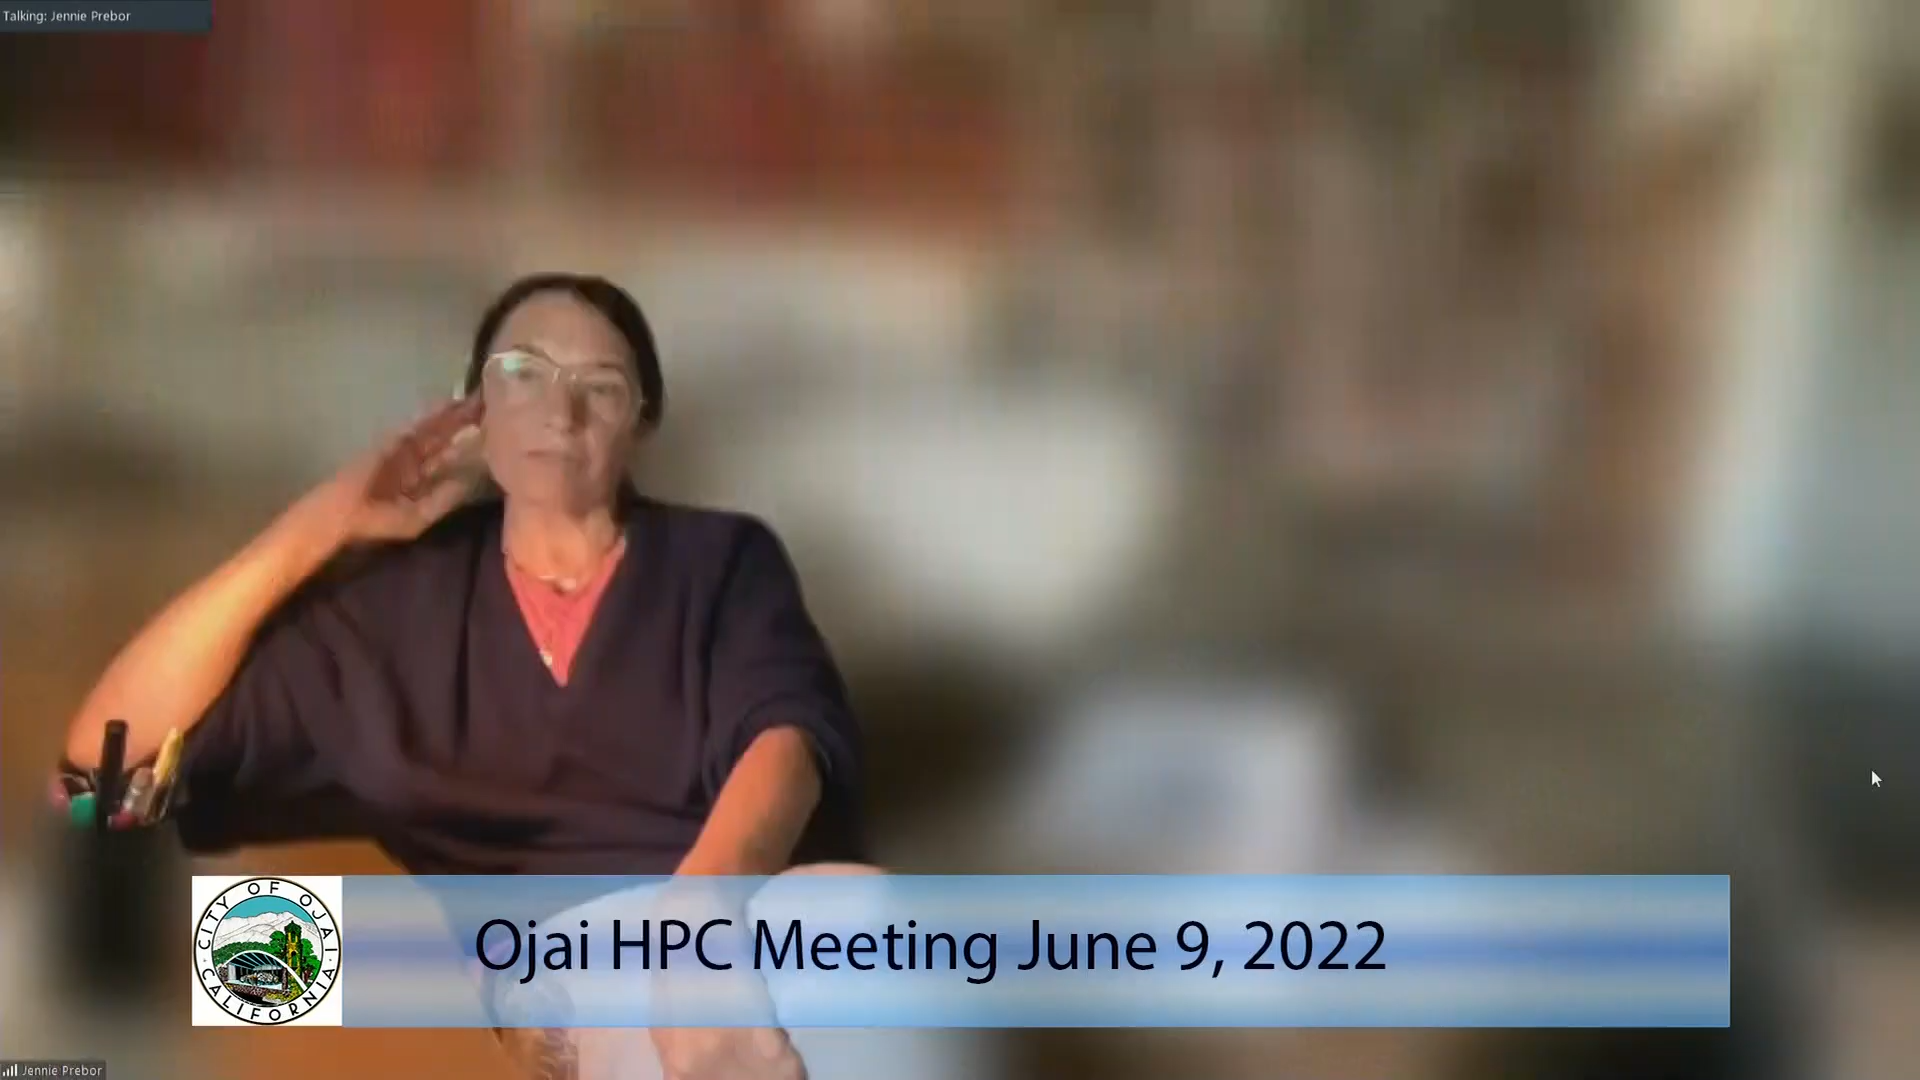 Talking: Jennie Prebor
CITY OF OJAI
CALIFORNIA
Ojai HPC Meeting June 9, 2022
Jennie Prebor